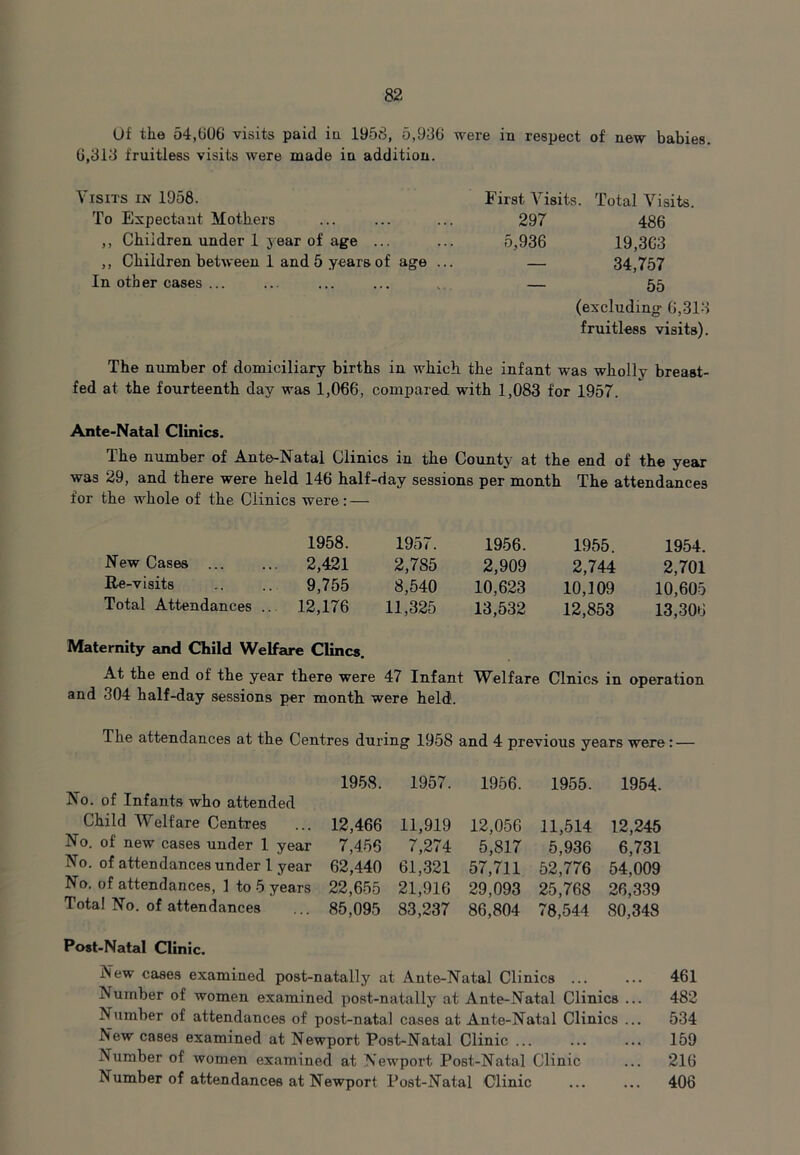 82
Of the 54,606 visits paid in 1958, 5,936 were in respect of new babies.
6,313 fruitless visits were made in addition.
Visits in 1958. First Visits. Total Visits.
To Expectant Mothers ... ... ... 297 486
,, Children under 1 year of age ... ... 5,936 19,363
,, Children between 1 and 5 years of age ... — 34,757
In other cases ... ... ... ... — 55
(excluding 6,313
fruitless visits).
The number of domiciliary births in which the infant was wholly breast-
fed at the fourteenth day was 1,066, compared with 1,083 for 1957.
Ante-Natal Clinics.
The number of Ante-Natal Clinics in the County at the end of the year
was 29, and there were held 146 half-day sessions per month The attendances
for the whole of the Clinics were:—
1958. 1957. 1956. 1955. 1954.
New Cases ... ... 2,421 2,785 2,909 2,744 2,701
Re-visits .. .. 9,755 8,540 10,623 10,109 10,605
Total Attendances .. 12,176 11,325 13,532 12,853 13,306
Maternity and Child Welfare Clincs.
At the end of the year there were 47 Infant Welfare Clnics in operation
and 304 half-day sessions per month were held.
The attendances at the Centres during 1958 and 4 previous years were:—
1958. 1957. 1956. 1955. 1954.
No. of Infants who attended
Child Welfare Centres ... 12,466 11,919 12,056 11,514 12,245
No. of new cases under 1 year 7,456 7,274 5,817 5,936 6,731
No. of attendances under 1 year 62,440 61,321 57,711 52,776 54,009
No. of attendances, 1 to 5 years 22,655 21,916 29,093 25,768 26,339
Total No. of attendances ... 85,095 83,237 86,804 78,544 80,348
Post-Natal Clinic.
New cases examined post-natally at Ante-Natal Clinics ... ... 461
Number of women examined post-natally at Ante-Natal Clinics ... 482
Number of attendances of post-natal cases at Ante-Natal Clinics ... 534
New cases examined at Newport Post-Natal Clinic ... ... ... 159
Number of women examined at Newport Post-Natal Clinic ... 216
Number of attendances at Newport Post-Natal Clinic ... ... 406